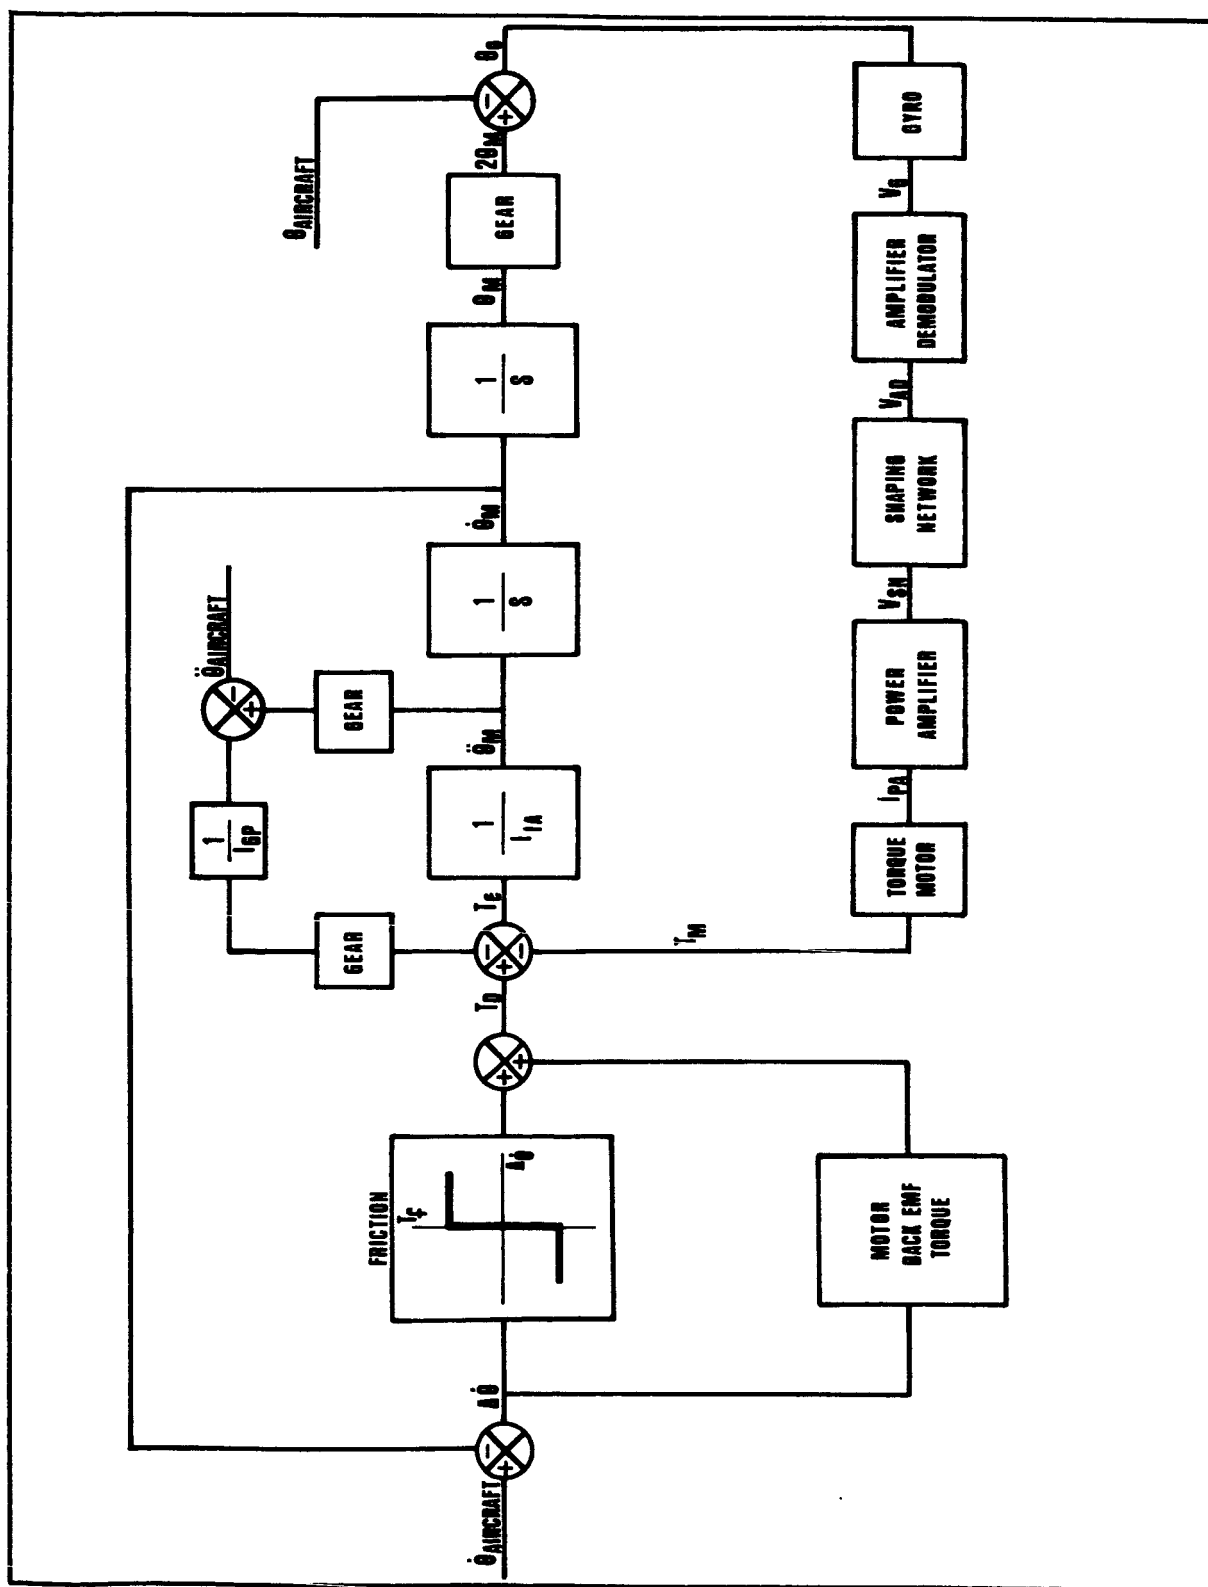 θ̇AIRCRAFT
Δθ̇
FRICTION
Tf
Δθ̇
MOTOR
BACK EMF
TORQUE
TD
Tε
GEAR
1
IGP
GEAR
θ̈AIRCRAFT
1
I1A
θ̈M
1
S
θ̇M
1
S
θM
GEAR
2θM
θAIRCRAFT
θG
GYRO
VG
AMPLIFIER
DEMODULATOR
VAD
SHAPING
NETWORK
VSN
POWER
AMPLIFIER
iPA
TORQUE
MOTOR
TM